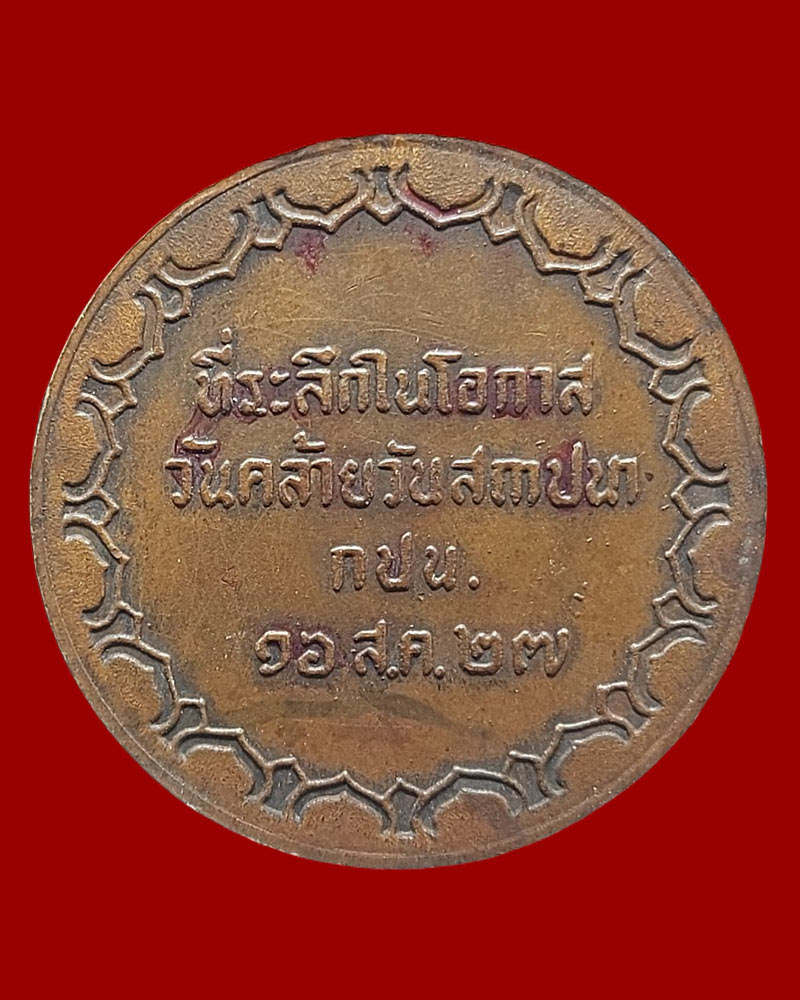 ที่ระลึกในโอกาส
วันคล้ายวันสถาปนา
กปน.
๑๖ ส.ค. ๒๗